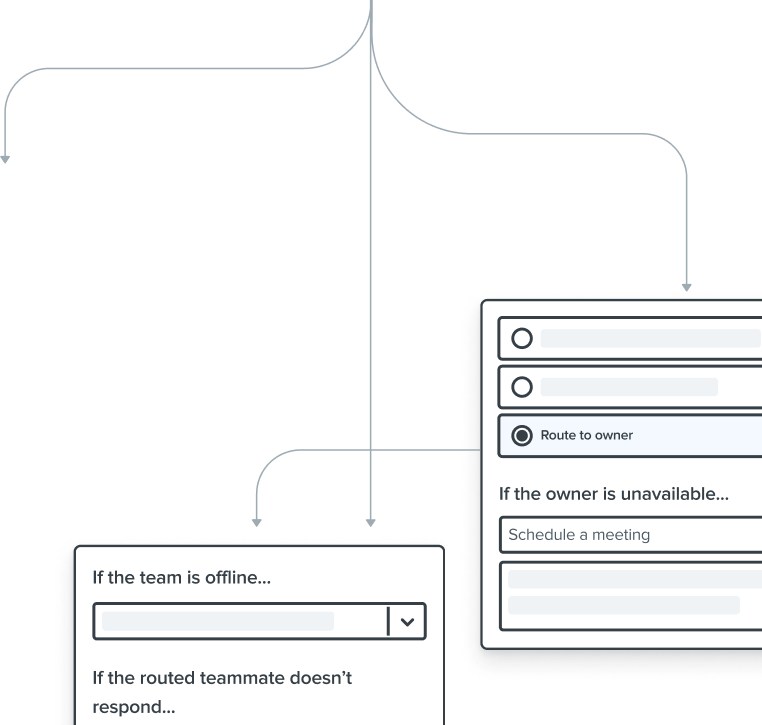 Route to owner
If the owner is unavailable...
Schedule a meeting
If the team is offline...
If the routed teammate doesn’t
respond...